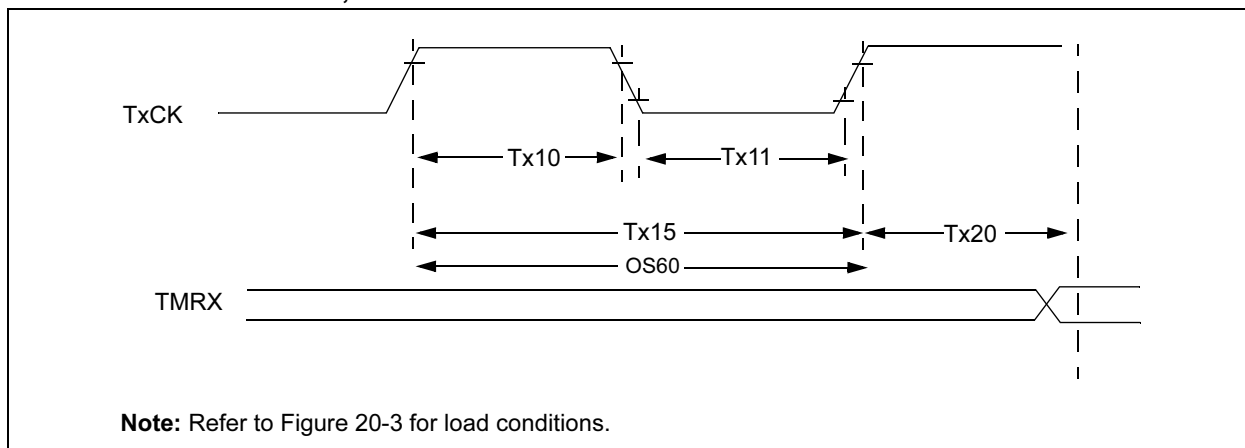 TxCK
Tx10
Tx11
Tx15
Tx20
OS60
TMRX
Note: Refer to Figure 20-3 for load conditions.